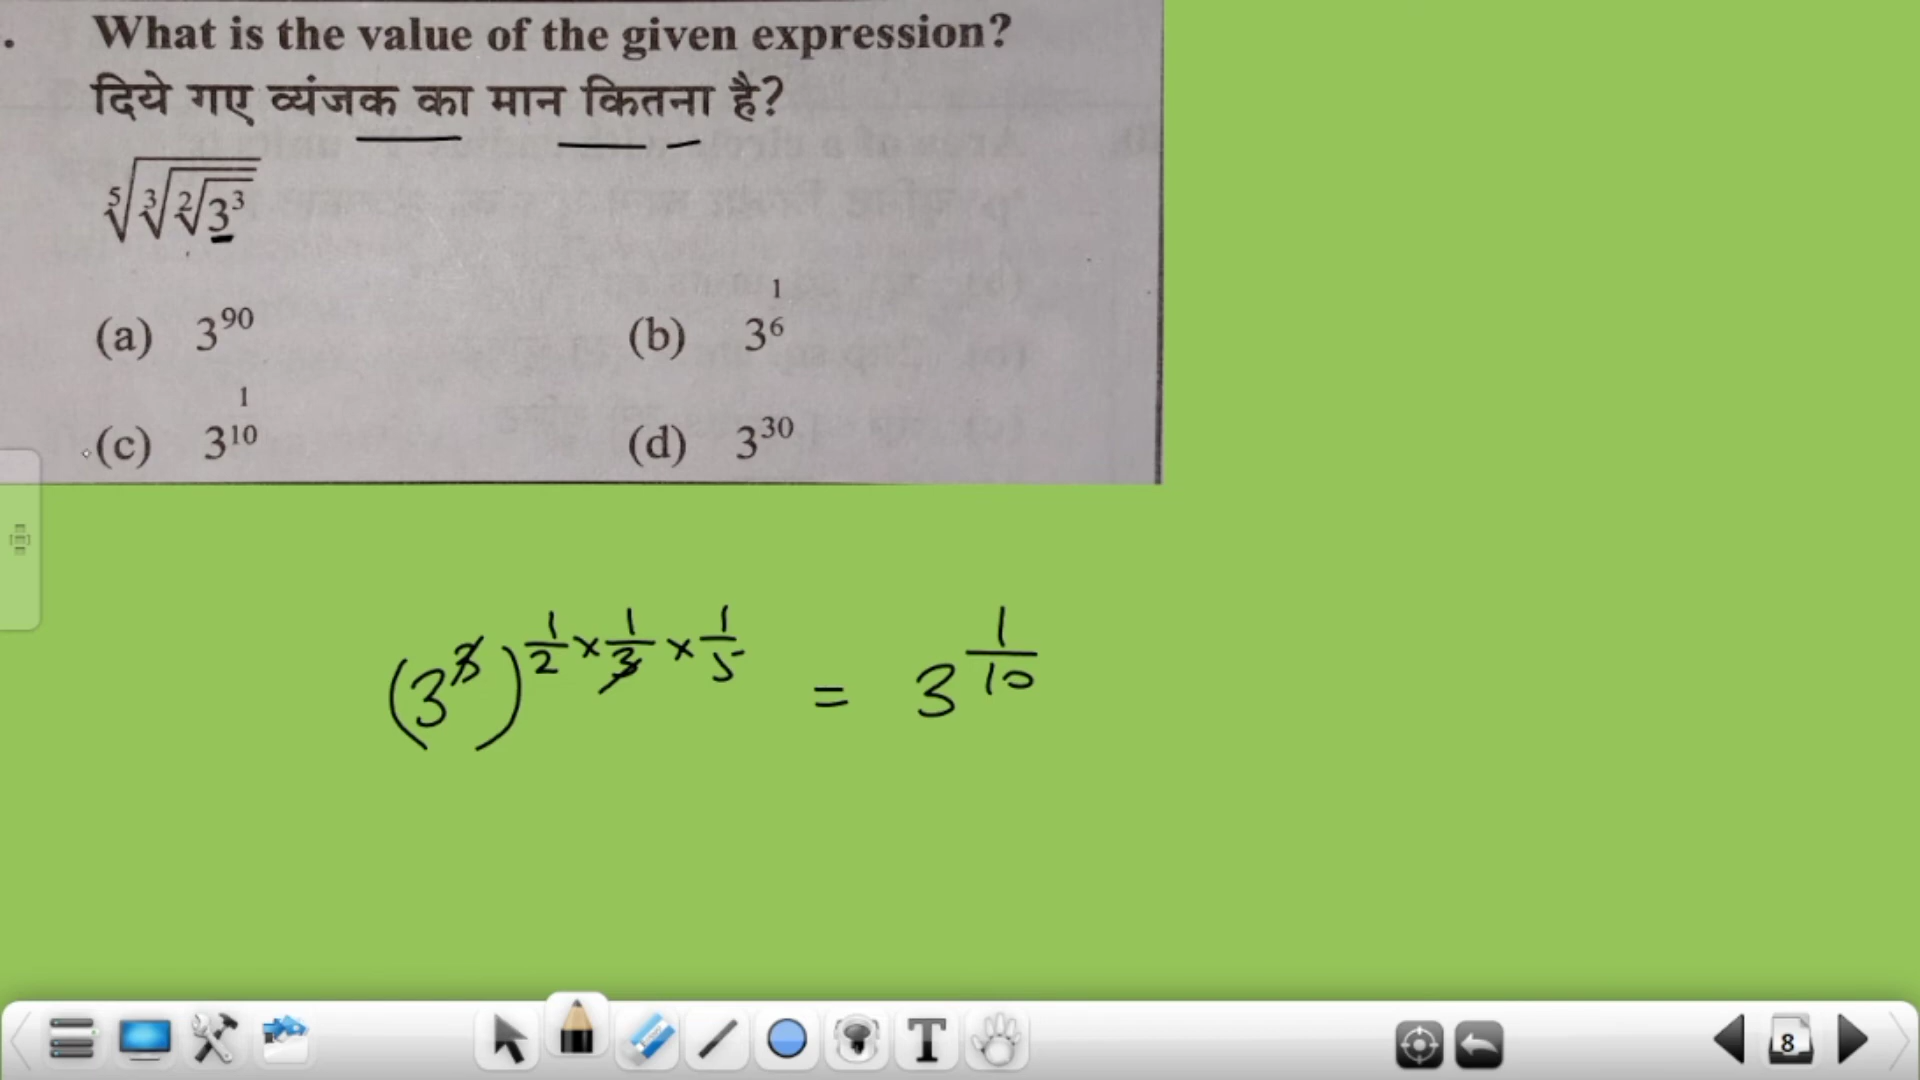 . What is the value of the given expression?
दिये गए व्यंजक का मान कितना है?
⁵√³√²√3³
(a) 3⁹⁰ (b) 3^(1/6)
(c) 3^(1/10) (d) 3³⁰
(3³)^(1/2 × 1/3 × 1/5) = 3^(1/10)
T
8